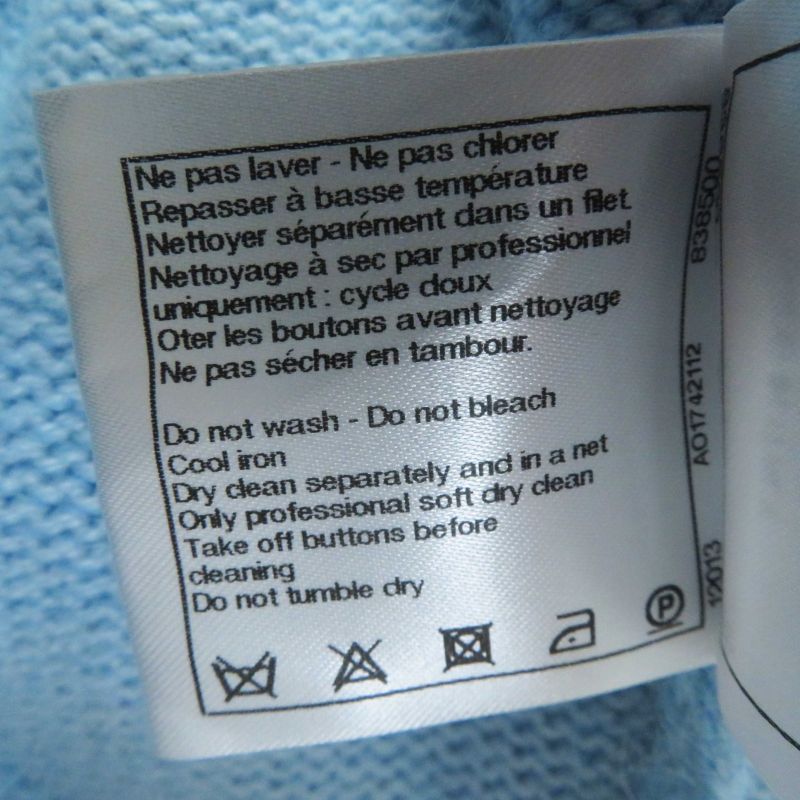 Ne pas laver - Ne pas chlorer
Repasser à basse température
Nettoyer séparément dans un filet
Nettoyage à sec par professionnel
uniquement : cycle doux
Oter les boutons avant nettoyage
Ne pas sécher en tambour.
Do not wash - Do not bleach
Cool iron
Dry clean separately and in a net
Only professional soft dry clean
Take off buttons before
cleaning
Do not tumble dry
P
12013 AO1742112 838500